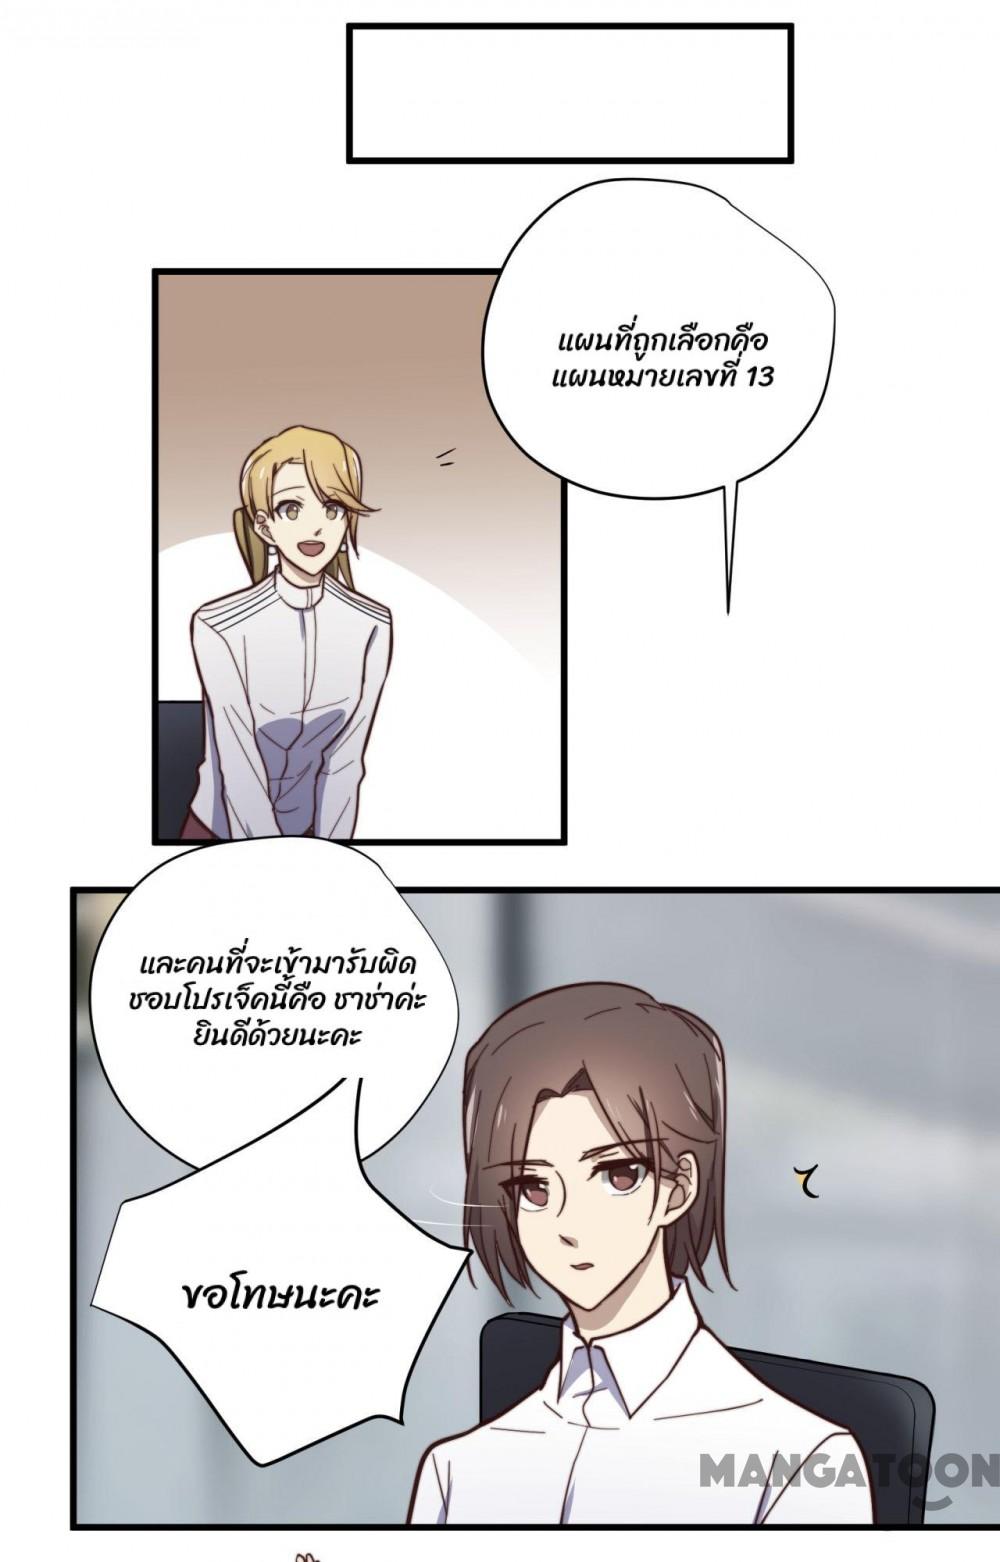 แผนที่ถูกเลือกคือ
แผนหมายเลขที่ 13
และคนที่จะเข้ามารับผิด
ชอบโปรเจ็คนี้คือ ชาช่าค่ะ
ยินดีด้วยนะคะ
ขอโทษนะคะ
MANGATOON